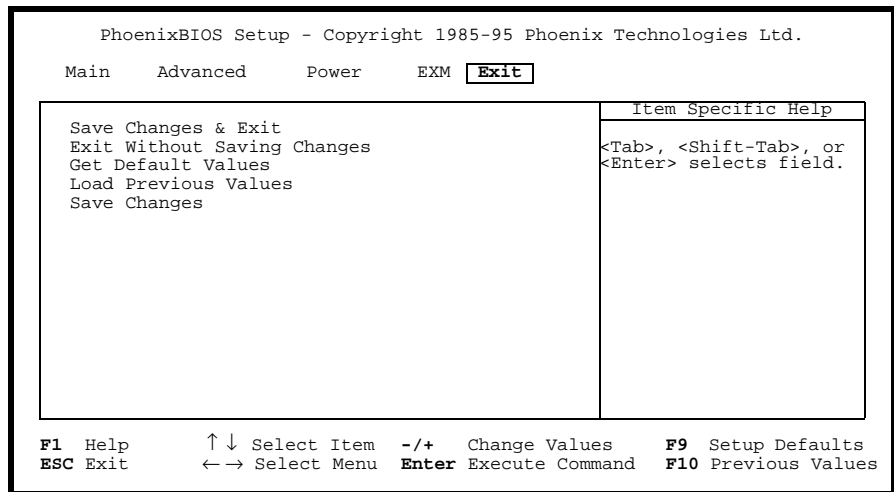 PhoenixBIOS Setup - Copyright 1985-95 Phoenix Technologies Ltd.
Main Advanced Power EXM Exit
Save Changes & Exit
Exit Without Saving Changes
Get Default Values
Load Previous Values
Save Changes
Item Specific Help
<Tab>, <Shift-Tab>, or
<Enter> selects field.
F1 Help ↑↓ Select Item -/+ Change Values F9 Setup Defaults
ESC Exit ←→ Select Menu Enter Execute Command F10 Previous Values